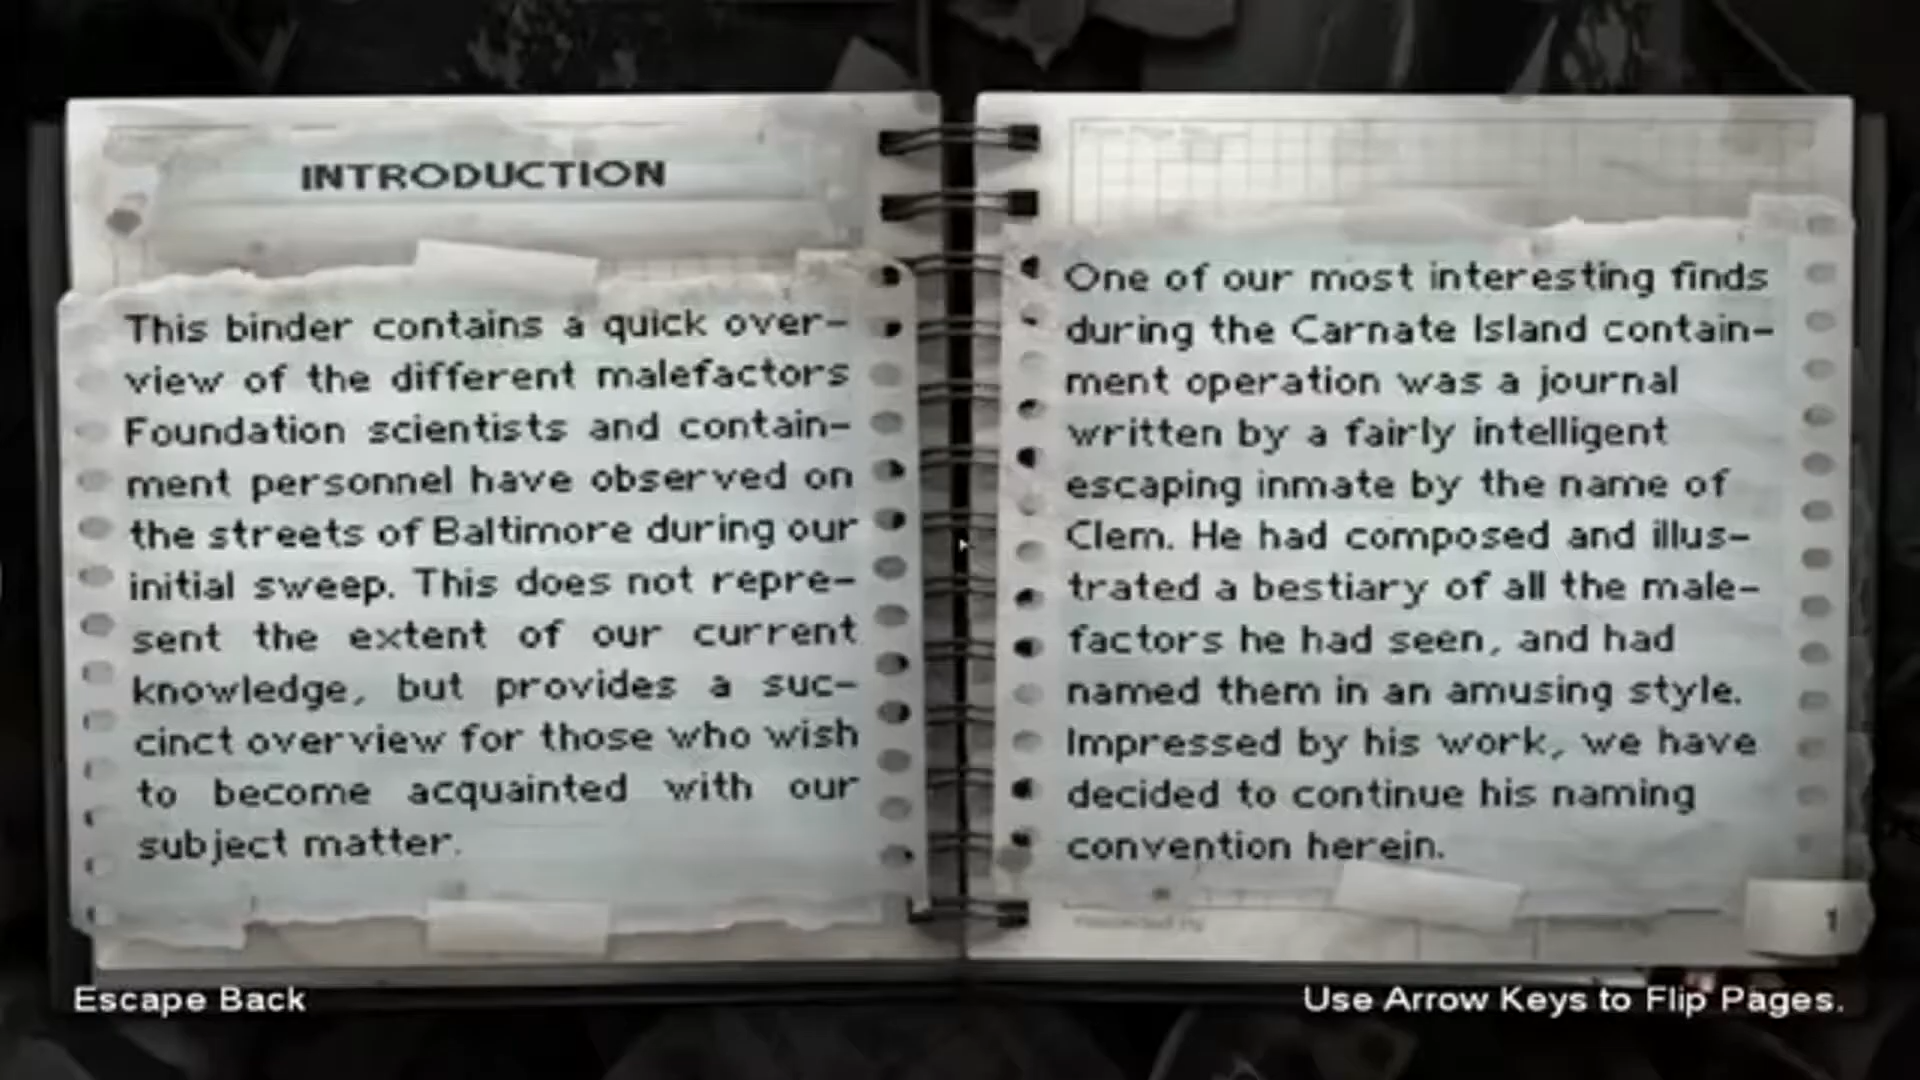 INTRODUCTION
This binder contains a quick over-
view of the different malefactors
Foundation scientists and contain-
ment personnel have observed on
the streets of Baltimore during our
initial sweep. This does not repre-
sent the extent of our current
knowledge, but provides a suc-
cinct overview for those who wish
to become acquainted with our
subject matter.
One of our most interesting finds
during the Carnate Island contain-
ment operation was a journal
written by a fairly intelligent
escaping inmate by the name of
Clem. He had composed and illus-
trated a bestiary of all the male-
factors he had seen, and had
named them in an amusing style.
Impressed by his work, we have
decided to continue his naming
convention herein.
1
Escape Back
Use Arrow Keys to Flip Pages.